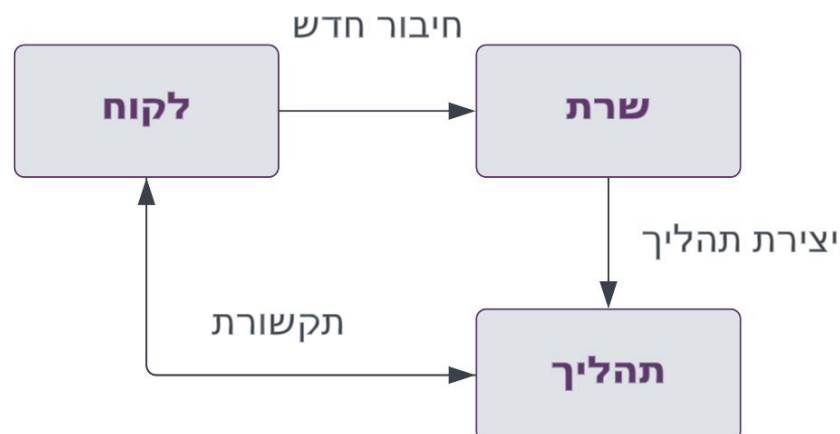 חיבור חדש
לקוח
שרת
יצירת תהליך
תקשורת
תהליך